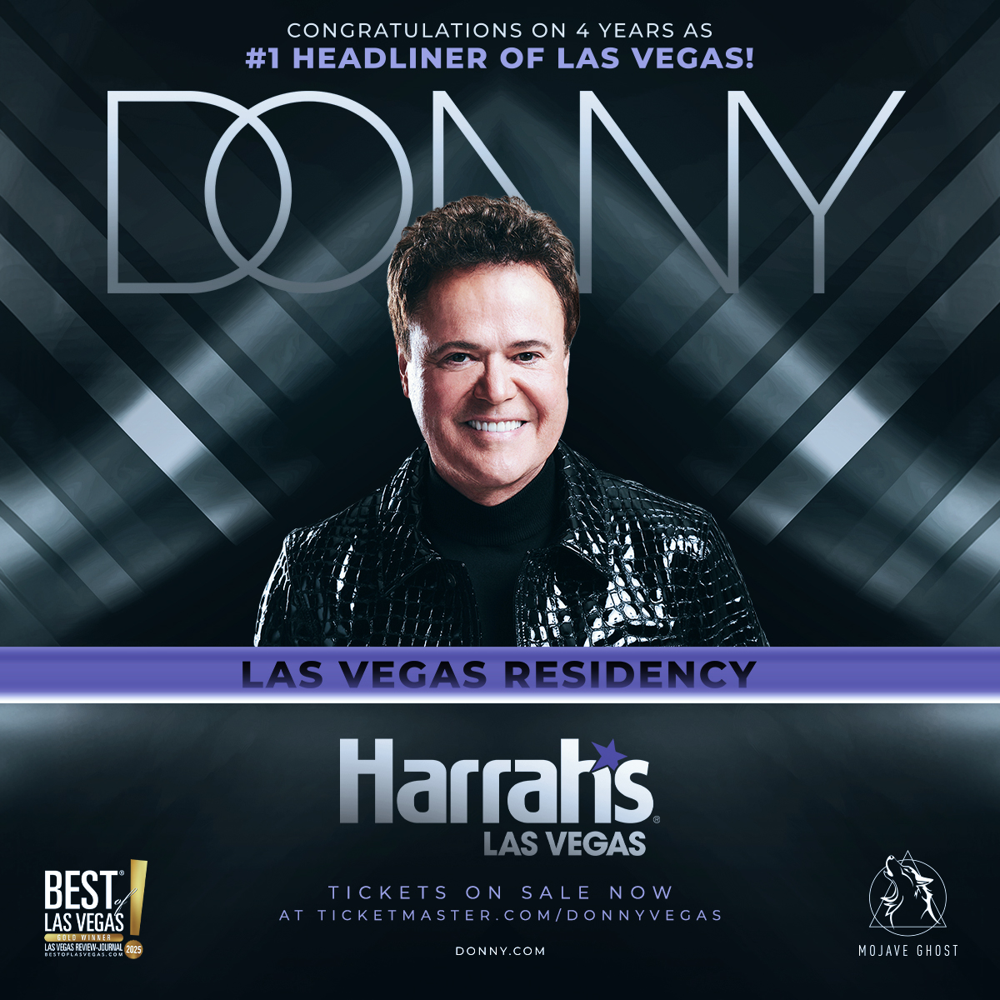 CONGRATULATIONS ON 4 YEARS AS
#1 HEADLINER OF LAS VEGAS!
DONNY
LAS VEGAS RESIDENCY
Harrah's®
LAS VEGAS
TICKETS ON SALE NOW
AT TICKETMASTER.COM/DONNYVEGAS
DONNY.COM
BEST®
of
LAS VEGAS!
GOLD WINNER
LAS VEGAS REVIEW-JOURNAL 2025
BESTOFLASVEGAS.COM
MOJAVE GHOST